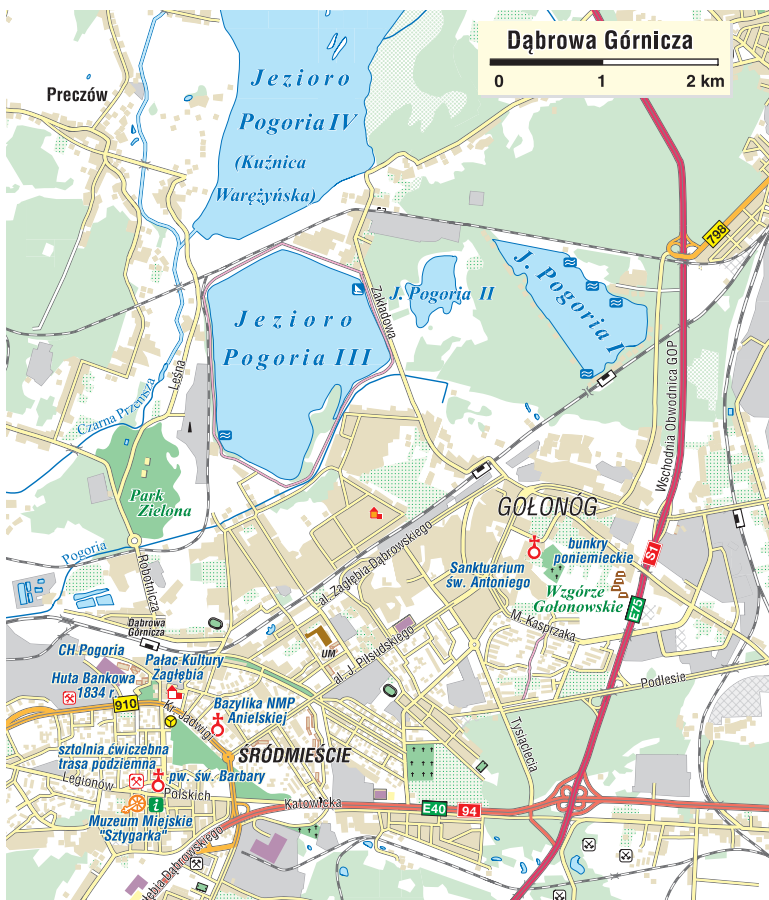 Dąbrowa Górnicza
0 1 2 km
Preczów
Jezioro
Pogoria IV
(Kuźnica
Warężyńska)
798
J. Pogoria II
J. Pogoria I
Zakładowa
Jezioro
Pogoria III
Wschodnia Obwodnica GOP
Leśna
Czarna Przemsza
Park
Zielona
GOŁONÓG
Pogoria
Robotnicza
al. Zagłębia Dąbrowskiego
Sanktuarium
św. Antoniego
bunkry
poniemieckie
S1
Wzgórze
Gołonowskie
E75
M. Kasprzaka
Dąbrowa
Górnicza
UM
al. J. Piłsudskiego
CH Pogoria
Pałac Kultury
Zagłębia
Huta Bankowa
1834 r.
910
Kr. Jadwigi
Bazylika NMP
Anielskiej
Podlesie
Tysiąclecia
ŚRÓDMIEŚCIE
sztolnia ćwiczebna
trasa podziemna
pw. św. Barbary
Legionów
Polskich
i
Katowicka
E40
94
Muzeum Miejskie
"Sztygarka"
łębia Dąbrowskiego